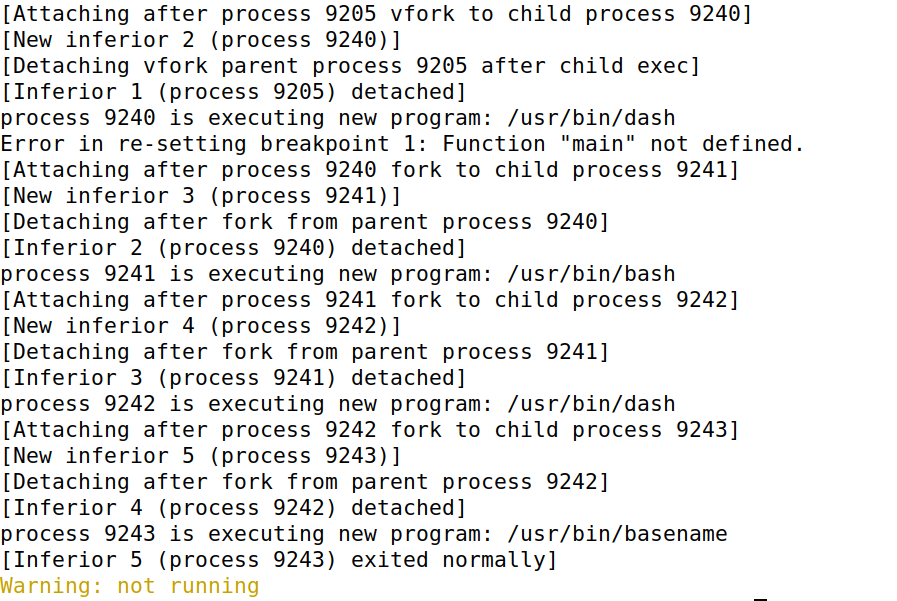 [Attaching after process 9205 vfork to child process 9240]
[New inferior 2 (process 9240)]
[Detaching vfork parent process 9205 after child exec]
[Inferior 1 (process 9205) detached]
process 9240 is executing new program: /usr/bin/dash
Error in re-setting breakpoint 1: Function "main" not defined.
[Attaching after process 9240 fork to child process 9241]
[New inferior 3 (process 9241)]
[Detaching after fork from parent process 9240]
[Inferior 2 (process 9240) detached]
process 9241 is executing new program: /usr/bin/bash
[Attaching after process 9241 fork to child process 9242]
[New inferior 4 (process 9242)]
[Detaching after fork from parent process 9241]
[Inferior 3 (process 9241) detached]
process 9242 is executing new program: /usr/bin/dash
[Attaching after process 9242 fork to child process 9243]
[New inferior 5 (process 9243)]
[Detaching after fork from parent process 9242]
[Inferior 4 (process 9242) detached]
process 9243 is executing new program: /usr/bin/basename
[Inferior 5 (process 9243) exited normally]
Warning: not running